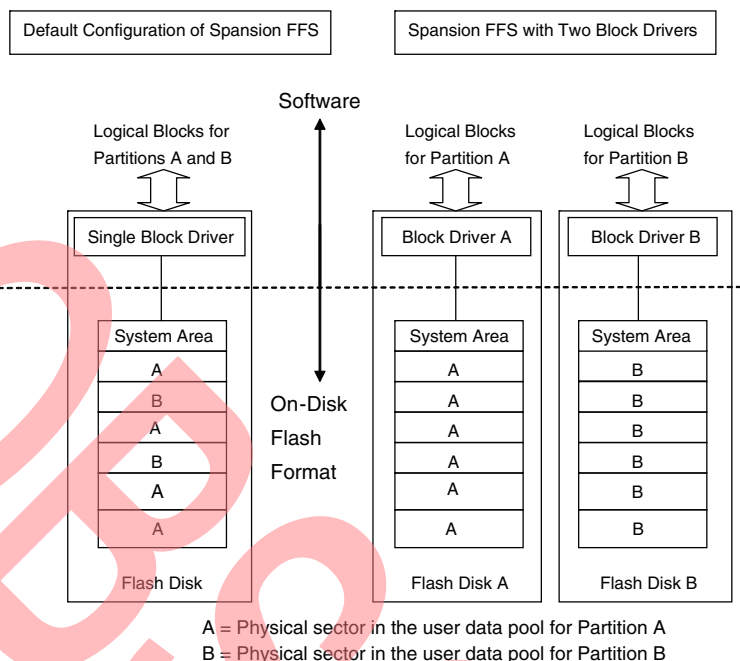 Default Configuration of Spansion FFS
Spansion FFS with Two Block Drivers
Software
Logical Blocks for
Partitions A and B
Logical Blocks
for Partition A
Logical Blocks
for Partition B
Single Block Driver
Block Driver A
Block Driver B
System Area
A
B
A
B
A
A
Flash Disk
On-Disk
Flash
Format
System Area
A
A
A
A
A
A
Flash Disk A
System Area
B
B
B
B
B
B
Flash Disk B
A = Physical sector in the user data pool for Partition A
B = Physical sector in the user data pool for Partition B